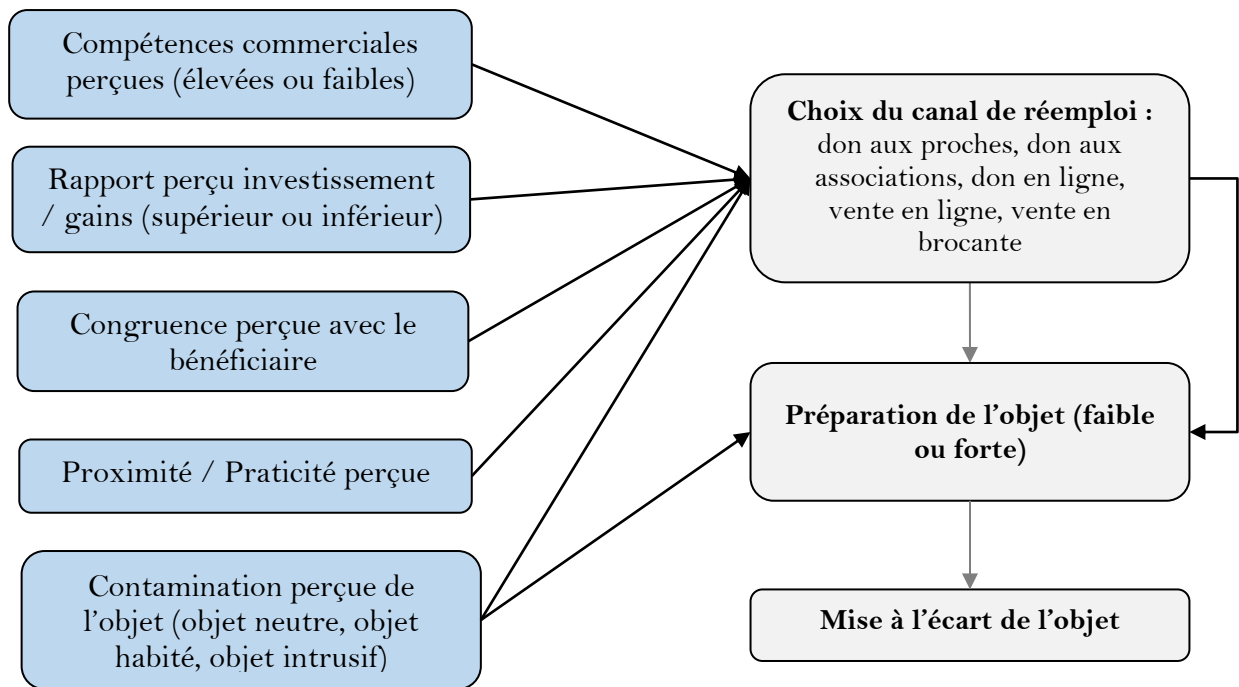 Compétences commerciales
perçues (élevées ou faibles)
Rapport perçu investissement
/ gains (supérieur ou inférieur)
Congruence perçue avec le
bénéficiaire
Proximité / Praticité perçue
Contamination perçue de
l’objet (objet neutre, objet
habité, objet intrusif)
Choix du canal de réemploi :
don aux proches, don aux
associations, don en ligne,
vente en ligne, vente en
brocante
Préparation de l’objet (faible
ou forte)
Mise à l’écart de l’objet